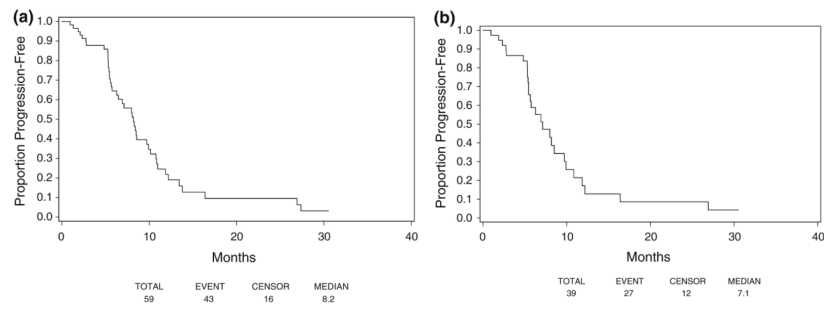 (a)
Proportion Progression-Free
1.0
0.9
0.8
0.7
0.6
0.5
0.4
0.3
0.2
0.1
0.0
0 10 20 30 40
Months
TOTAL EVENT CENSOR MEDIAN
59 43 16 8.2
(b)
Proportion Progression-Free
1.0
0.9
0.8
0.7
0.6
0.5
0.4
0.3
0.2
0.1
0.0
0 10 20 30 40
Months
TOTAL EVENT CENSOR MEDIAN
39 27 12 7.1